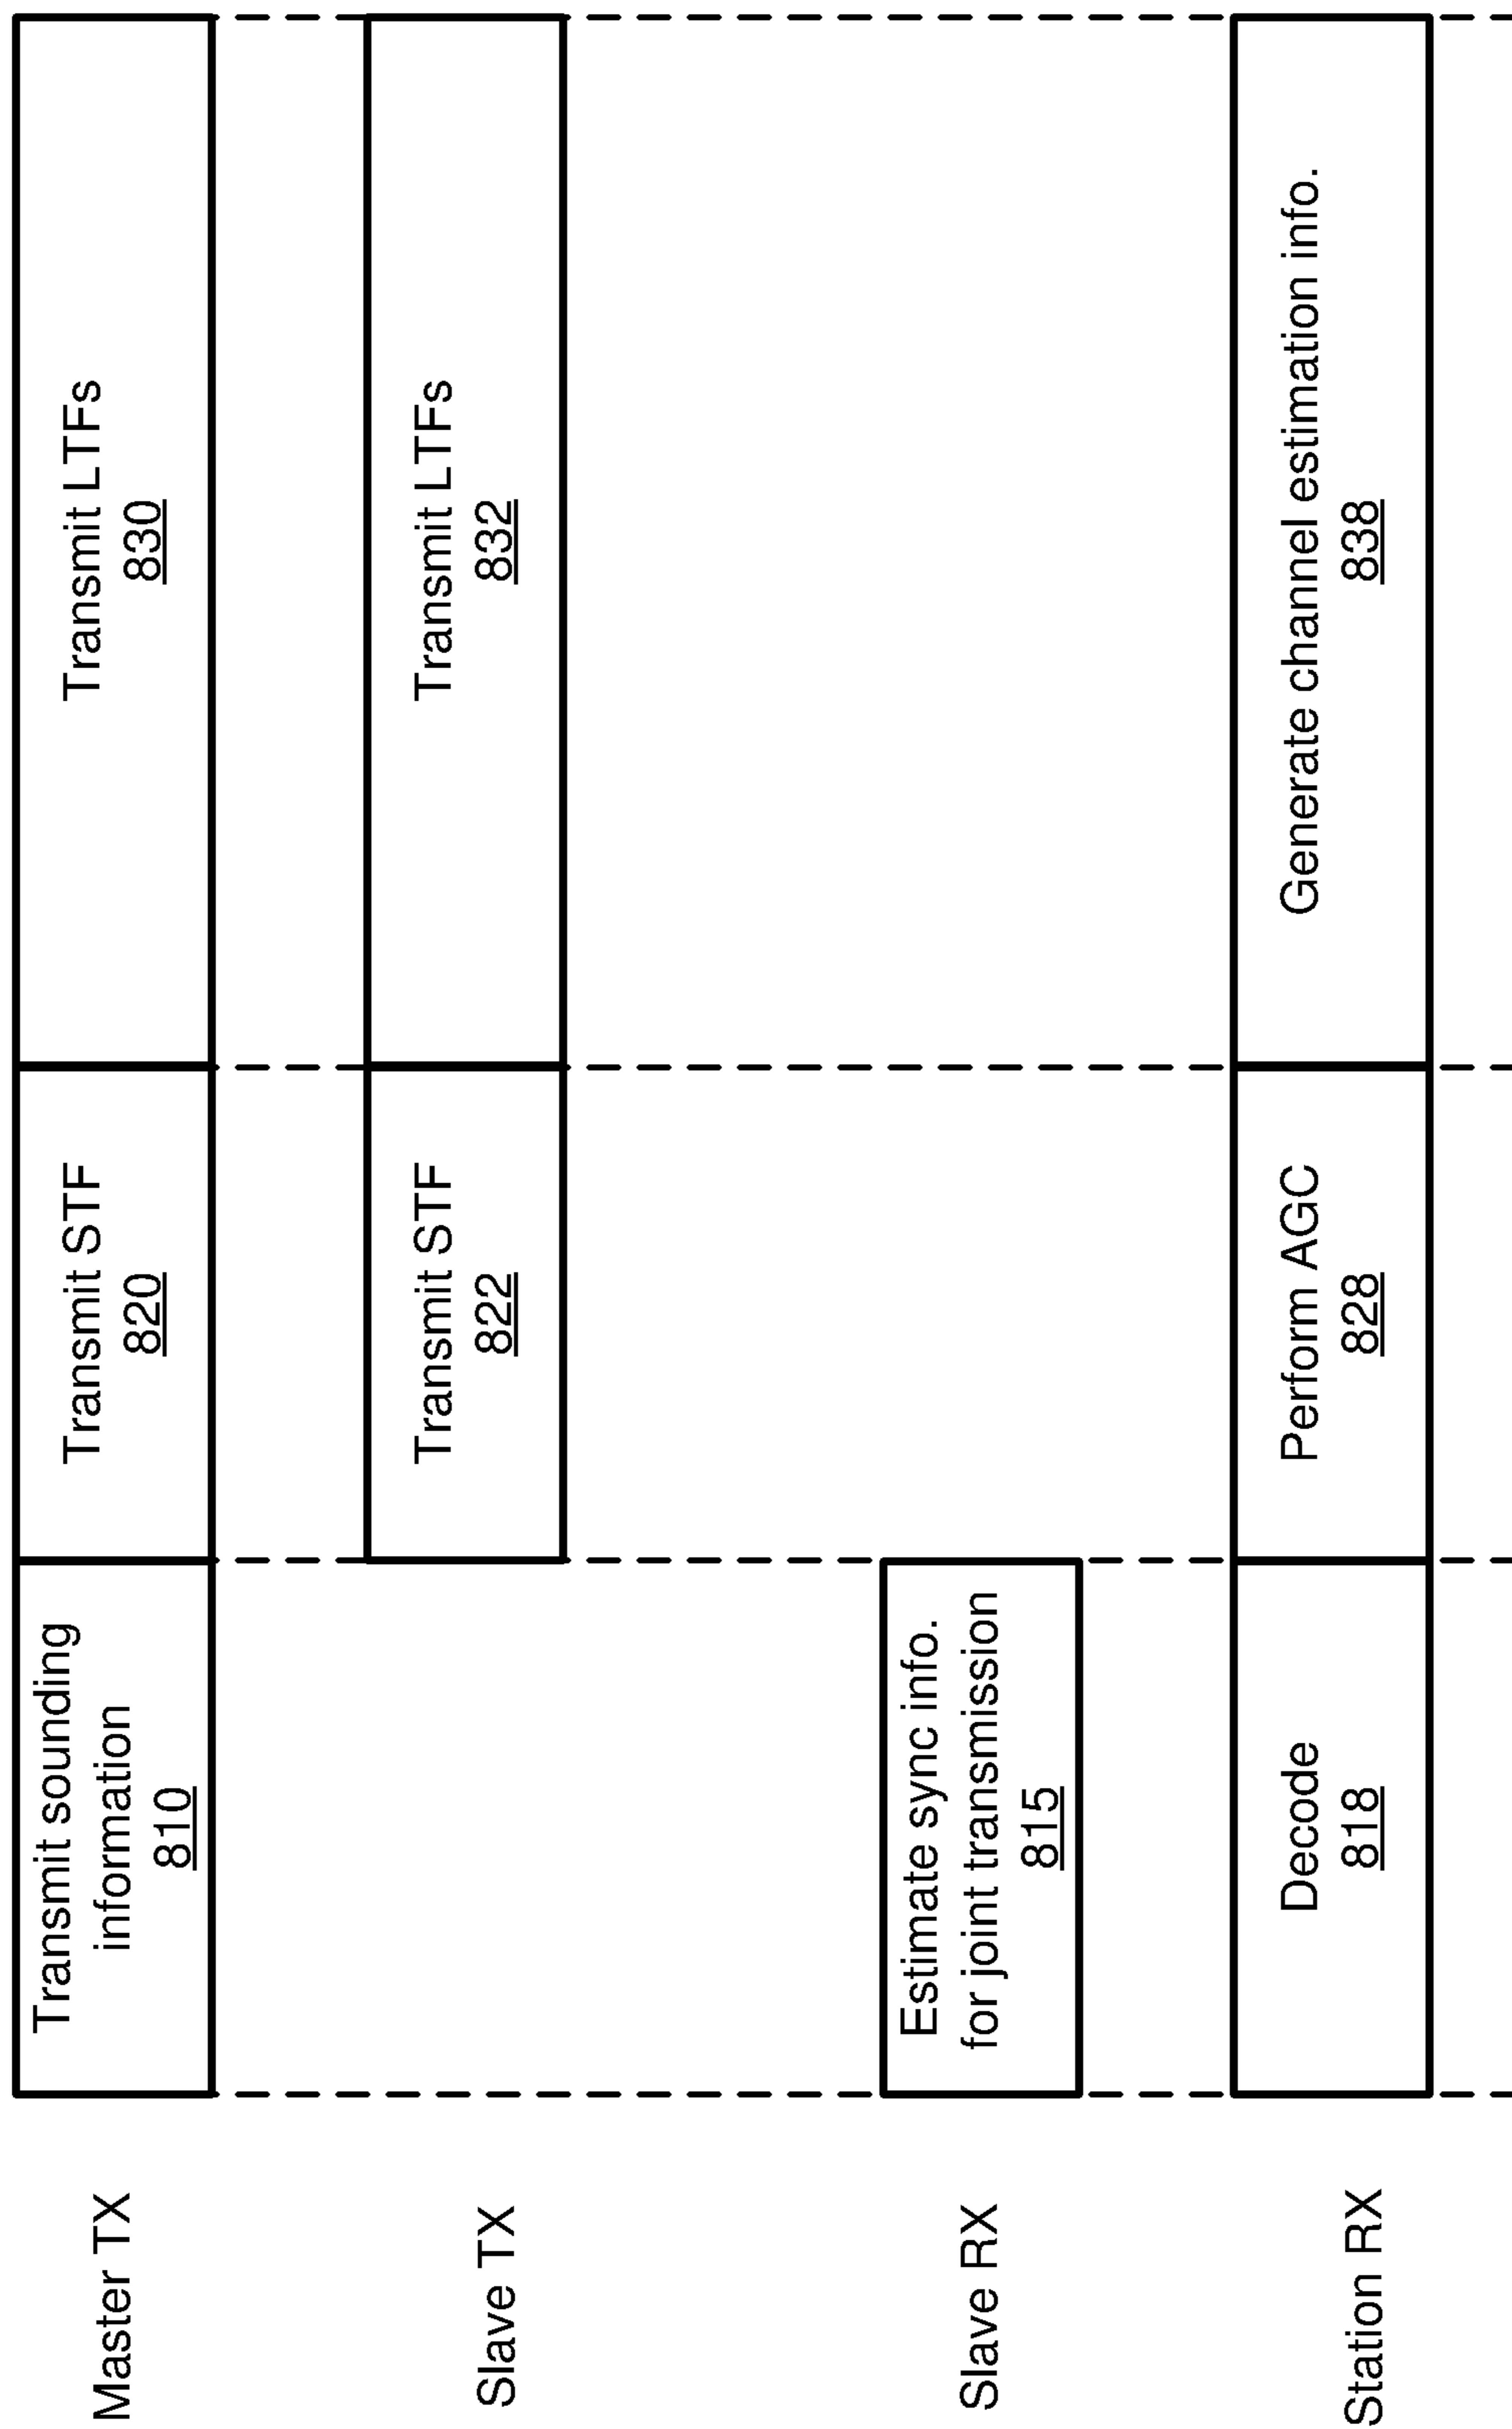 Master TX
Transmit sounding
information
810
Transmit STF
820
Transmit LTFs
830
Slave TX
Transmit STF
822
Transmit LTFs
832
Slave RX
Estimate sync info.
for joint transmission
815
Station RX
Decode
818
Perform AGC
828
Generate channel estimation info.
838